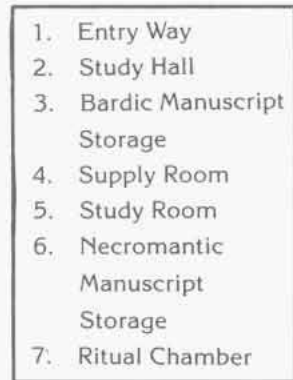 1. Entry Way
2. Study Hall
3. Bardic Manuscript
Storage
4. Supply Room
5. Study Room
6. Necromantic
Manuscript
Storage
7. Ritual Chamber